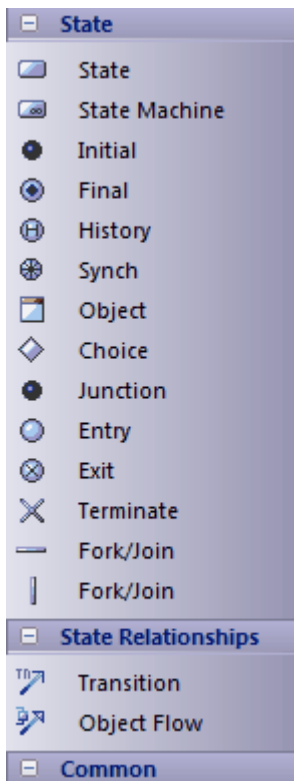 State
State
State Machine
Initial
Final
History
Synch
Object
Choice
Junction
Entry
Exit
Terminate
Fork/Join
Fork/Join
State Relationships
Transition
Object Flow
Common